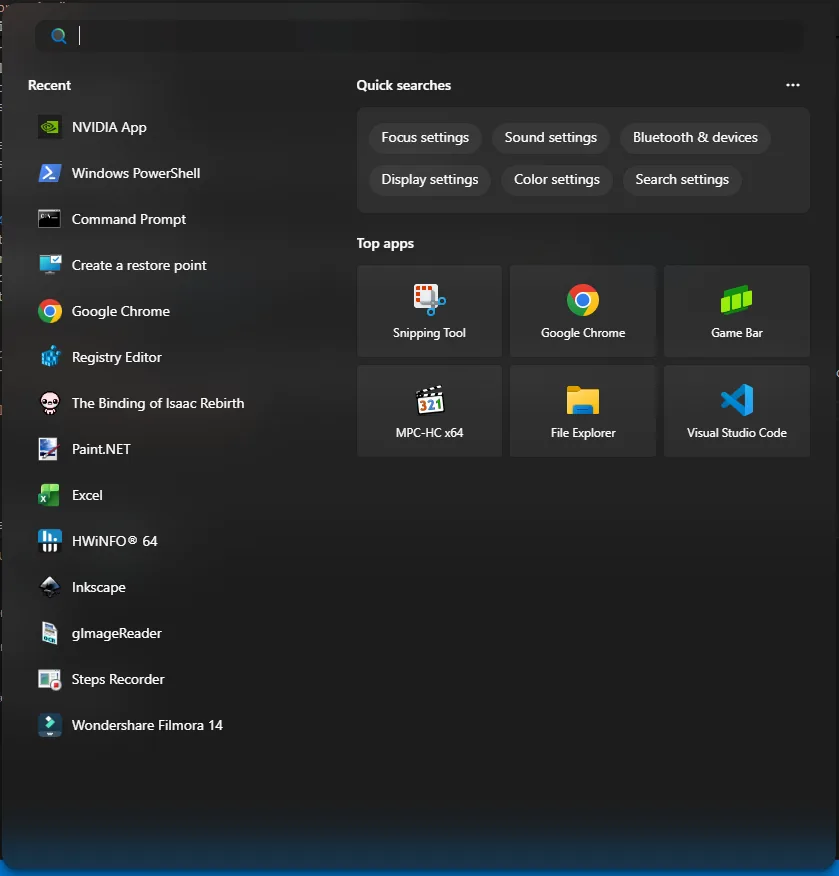 Recent
NVIDIA App
Windows PowerShell
Command Prompt
Create a restore point
Google Chrome
Registry Editor
The Binding of Isaac Rebirth
Paint.NET
Excel
HWiNFO® 64
Inkscape
gImageReader
Steps Recorder
Wondershare Filmora 14
Quick searches
Focus settings Sound settings Bluetooth & devices
Display settings Color settings Search settings
Top apps
Snipping Tool Google Chrome Game Bar
321
MPC-HC x64 File Explorer Visual Studio Code